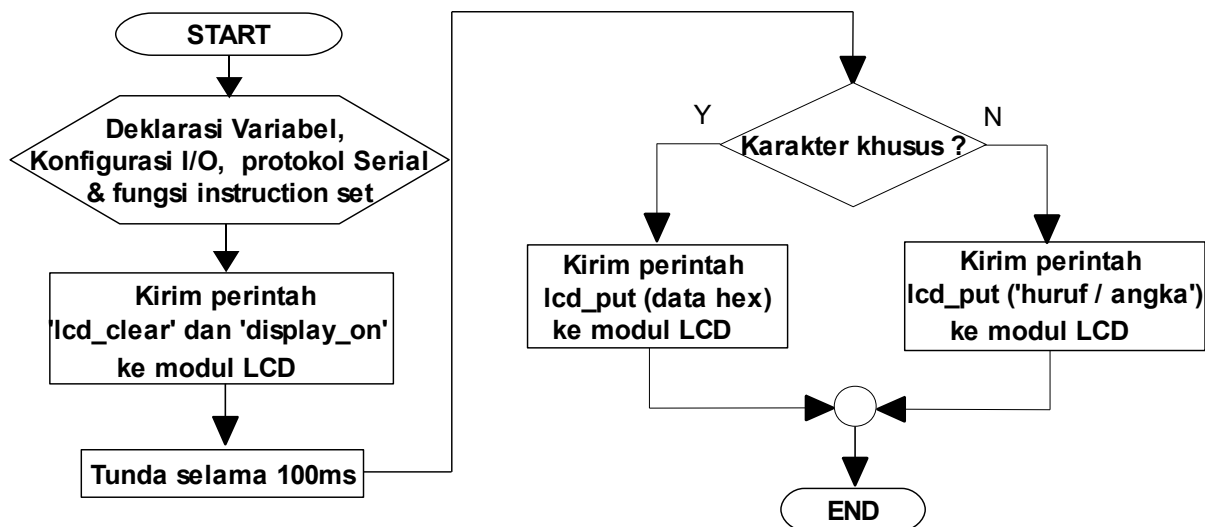 START
Deklarasi Variabel,
Konfigurasi I/O, protokol Serial
& fungsi instruction set
Kirim perintah
'lcd_clear' dan 'display_on'
ke modul LCD
Tunda selama 100ms
Karakter khusus ?
Y
N
Kirim perintah
lcd_put (data hex)
ke modul LCD
Kirim perintah
lcd_put ('huruf / angka')
ke modul LCD
END